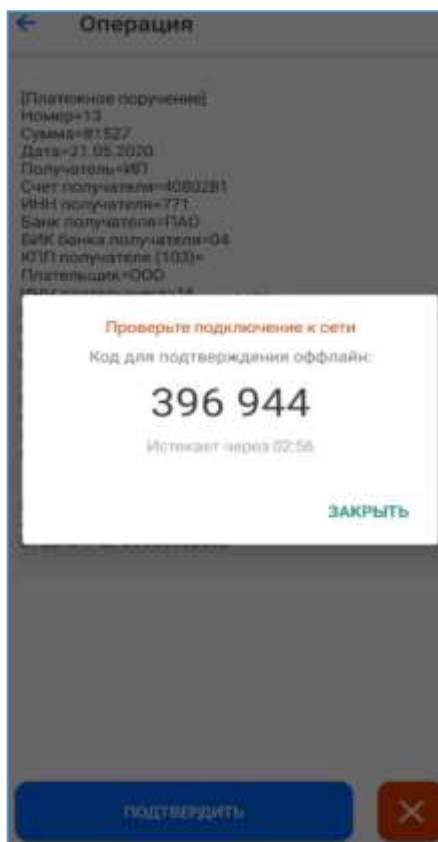 Операция
[Платежное поручение]
Номер=13
Сумма=81527
Дата=21.05.2020
Получатель=ИП
Счет получателя=4080281
ИНН получателя=771
Банк получателя=ПАО
БИК банка получателя=04
КПП получателя (103)=
Плательщик=ООО
Проверьте подключение к сети
Код для подтверждения оффлайн:
396 944
Истекает через 02:56
ЗАКРЫТЬ
ПОДТВЕРДИТЬ